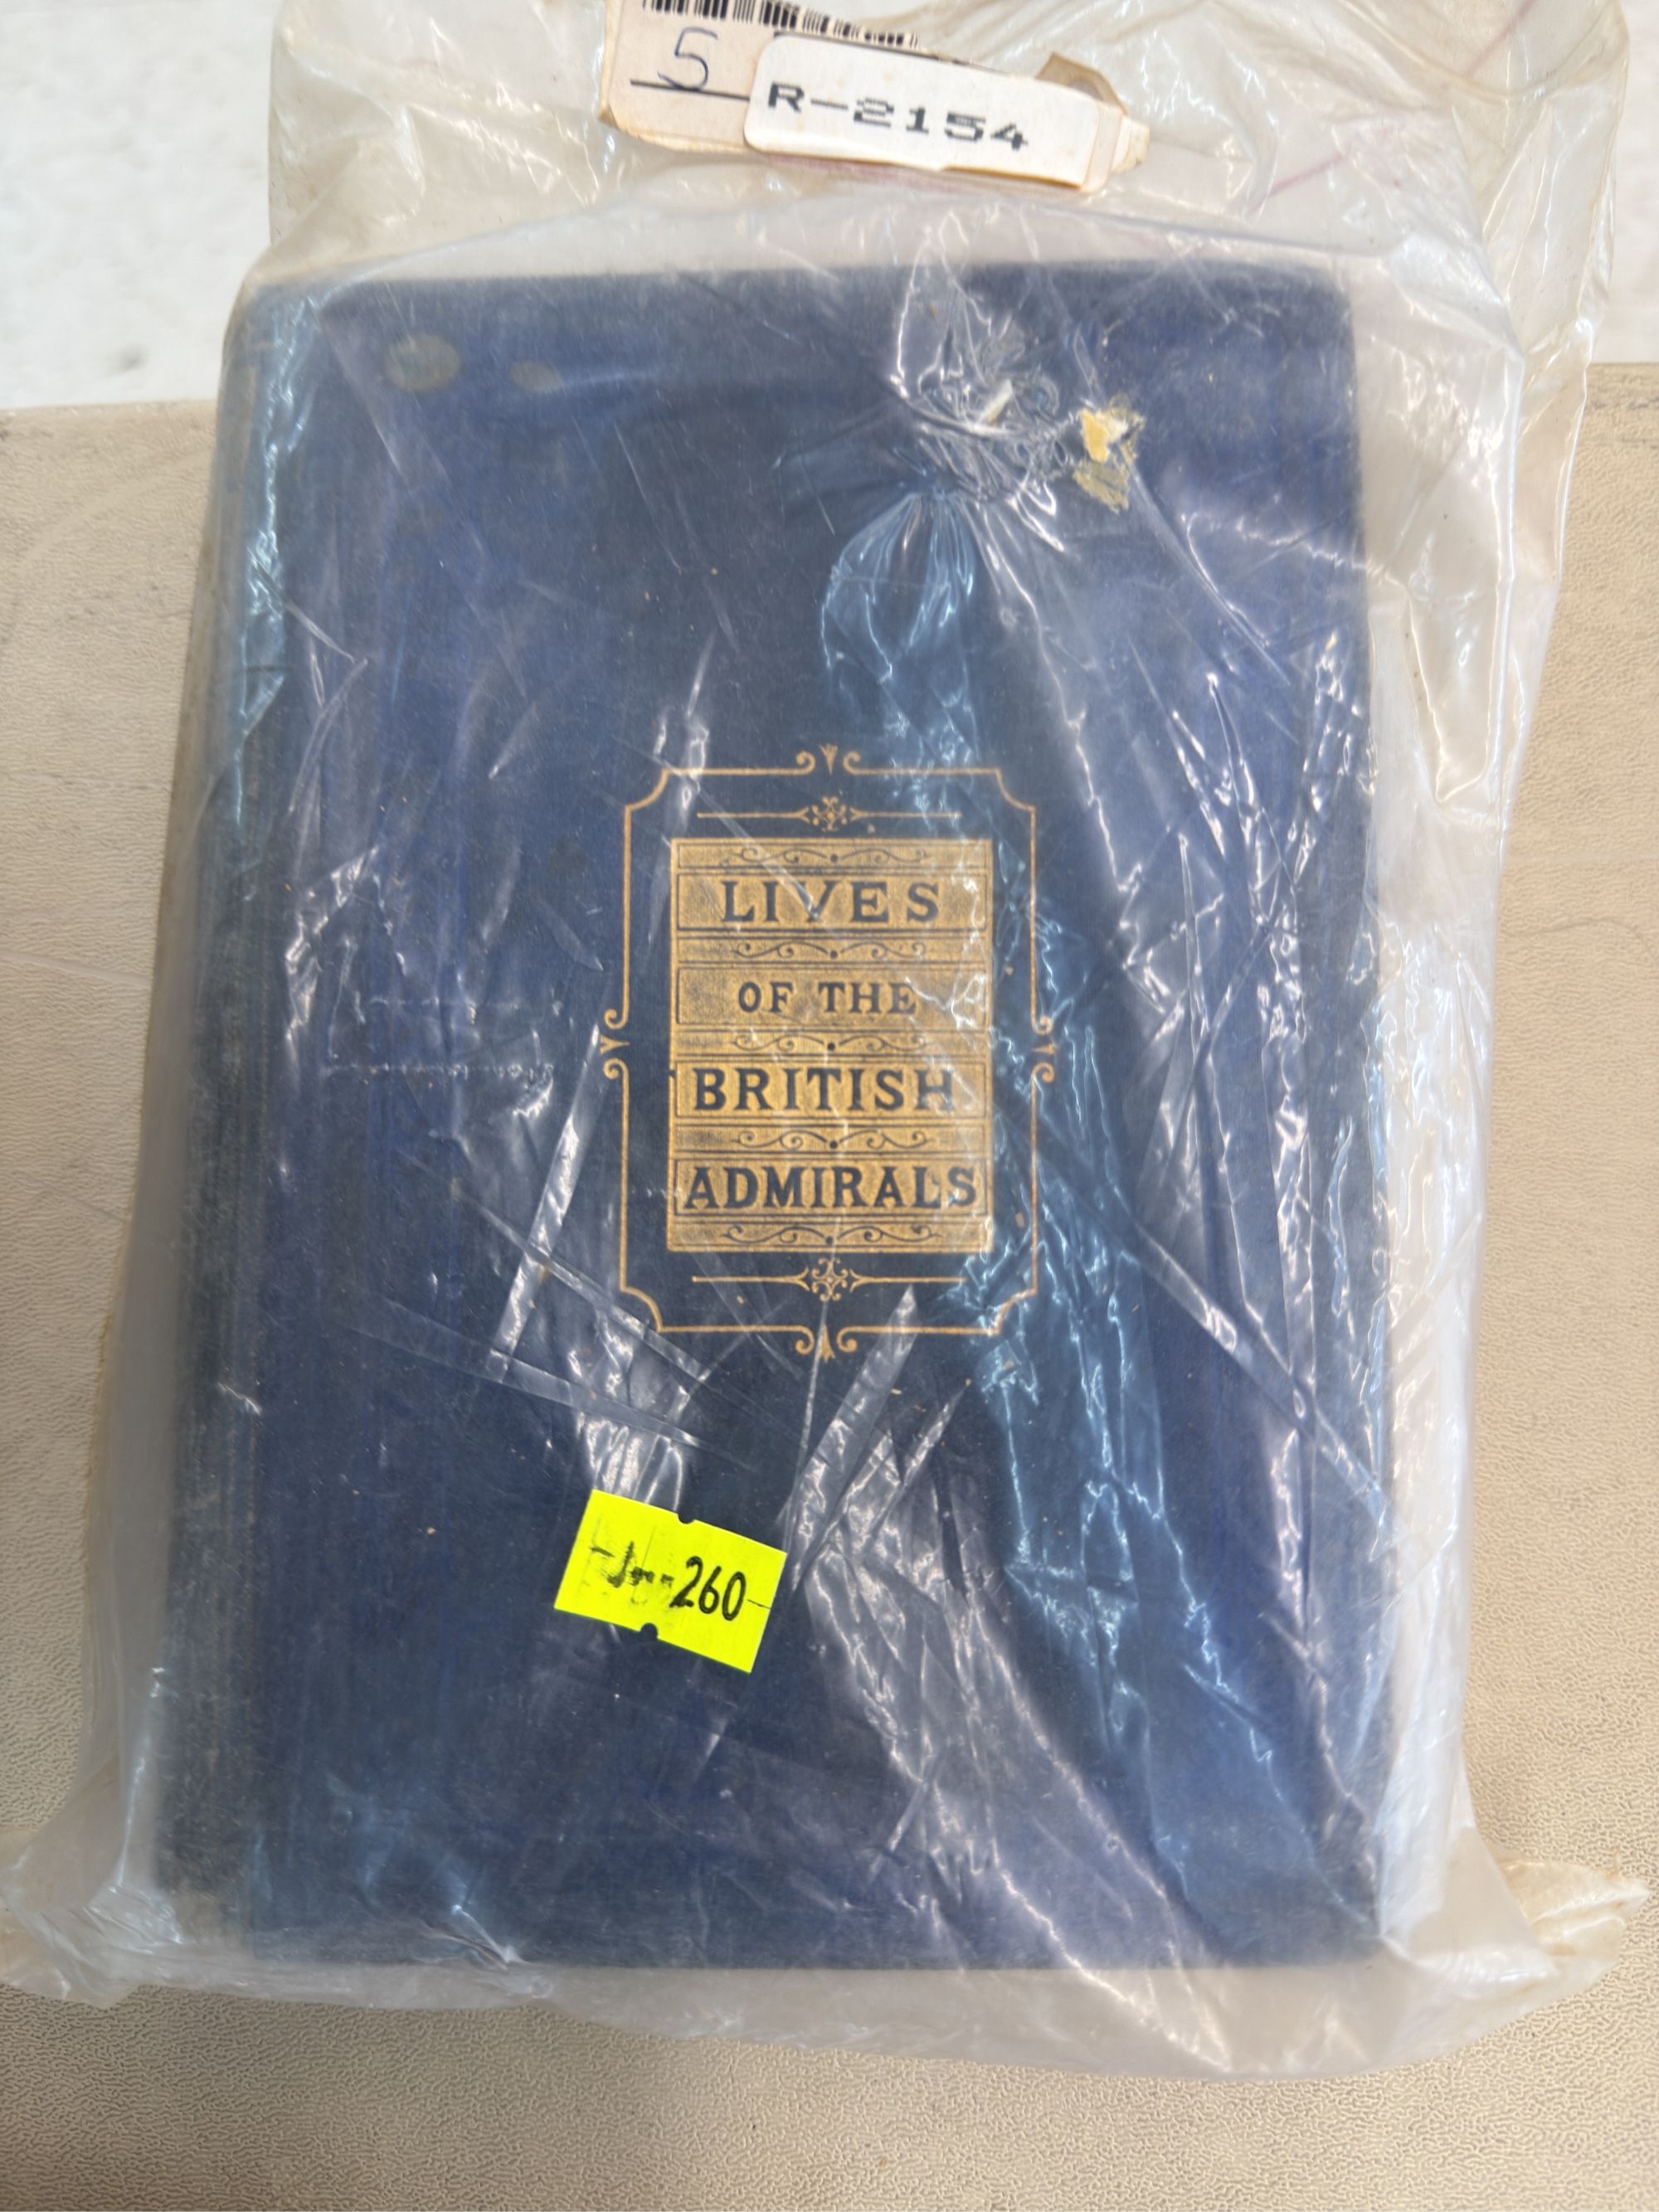 5
R-2154
LIVES
OF THE
BRITISH
ADMIRALS
260